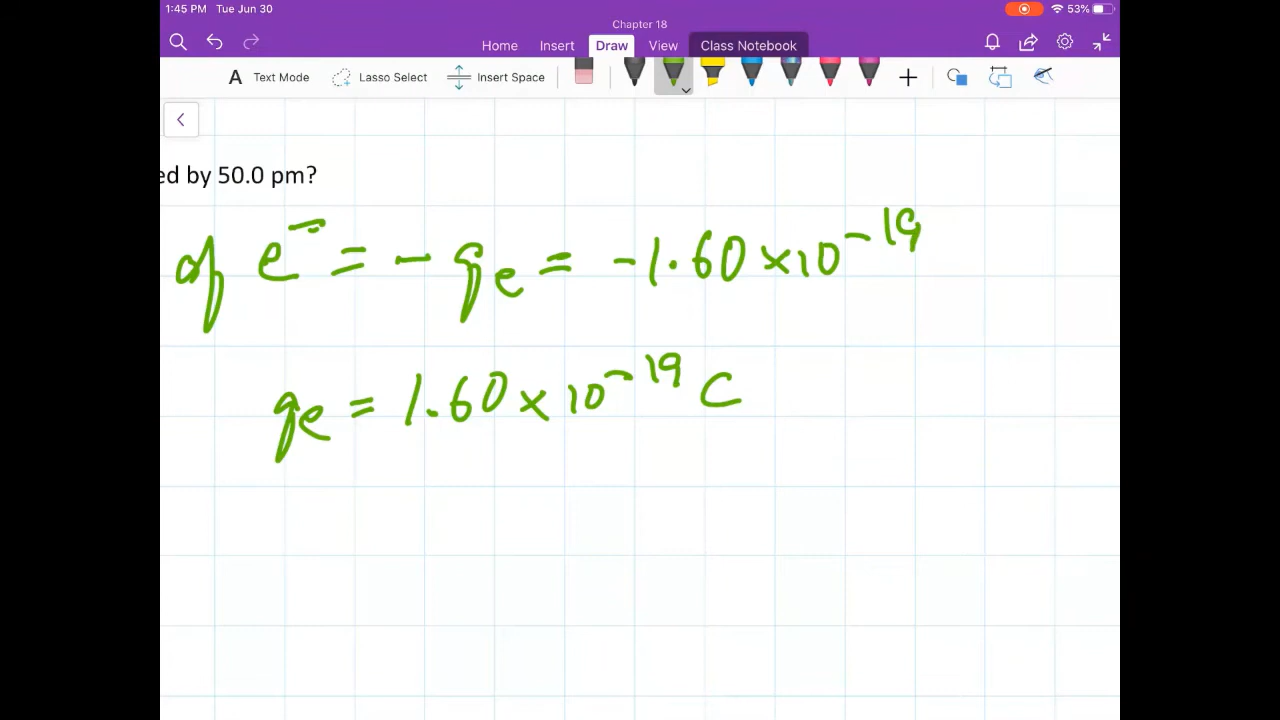 1:45 PM Tue Jun 30
53%
Chapter 18
Home Insert Draw View Class Notebook
A Text Mode Lasso Select Insert Space
ed by 50.0 pm?
of e⁻ = - qₑ = -1.60 × 10⁻¹⁹
qₑ = 1.60 × 10⁻¹⁹ C